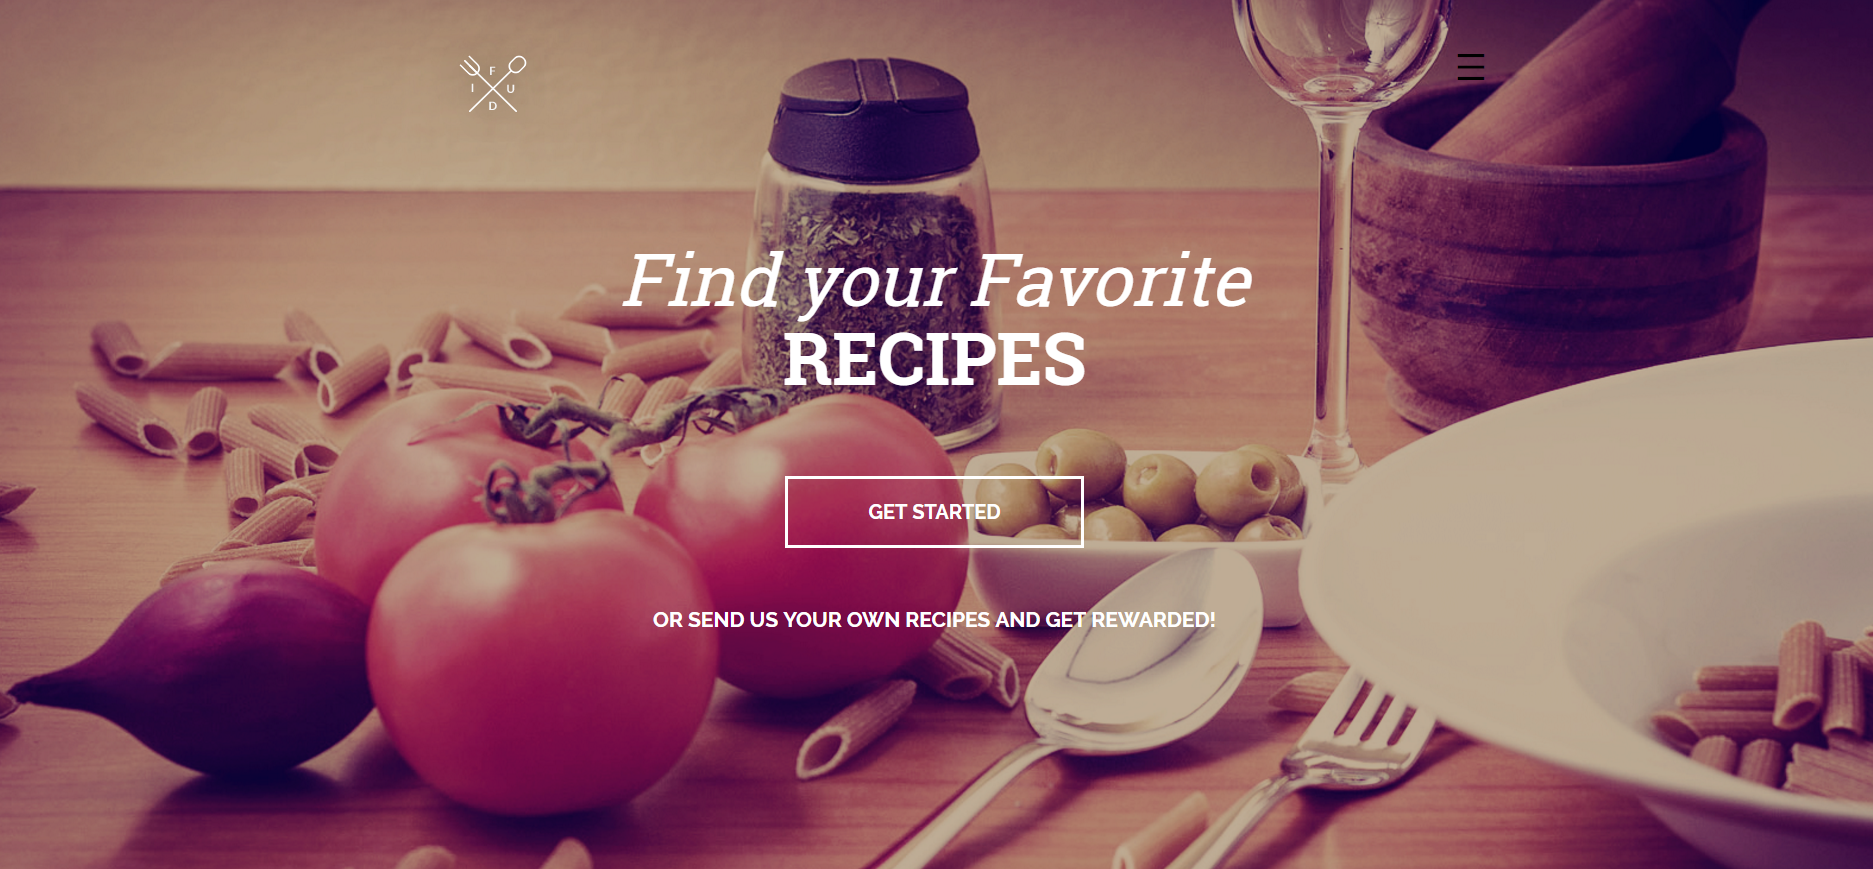 F
I U
D
Find your Favorite
RECIPES
GET STARTED
OR SEND US YOUR OWN RECIPES AND GET REWARDED!